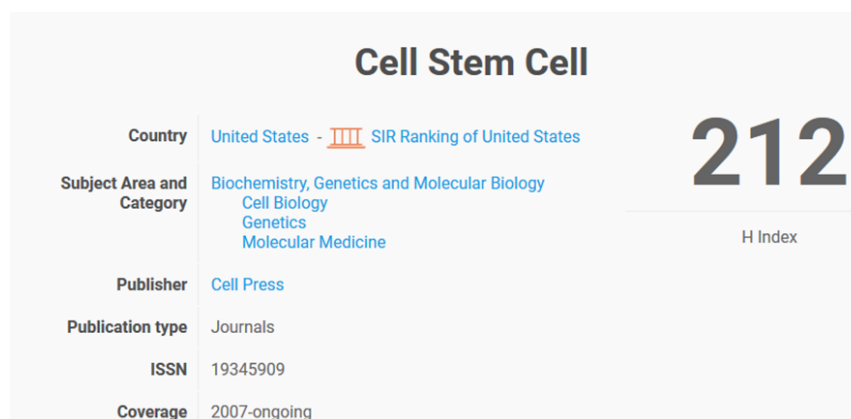 Cell Stem Cell
Country
United States - SIR Ranking of United States
Subject Area and
Category
Biochemistry, Genetics and Molecular Biology
Cell Biology
Genetics
Molecular Medicine
Publisher
Cell Press
Publication type
Journals
ISSN
19345909
Coverage
2007-ongoing
212
H Index